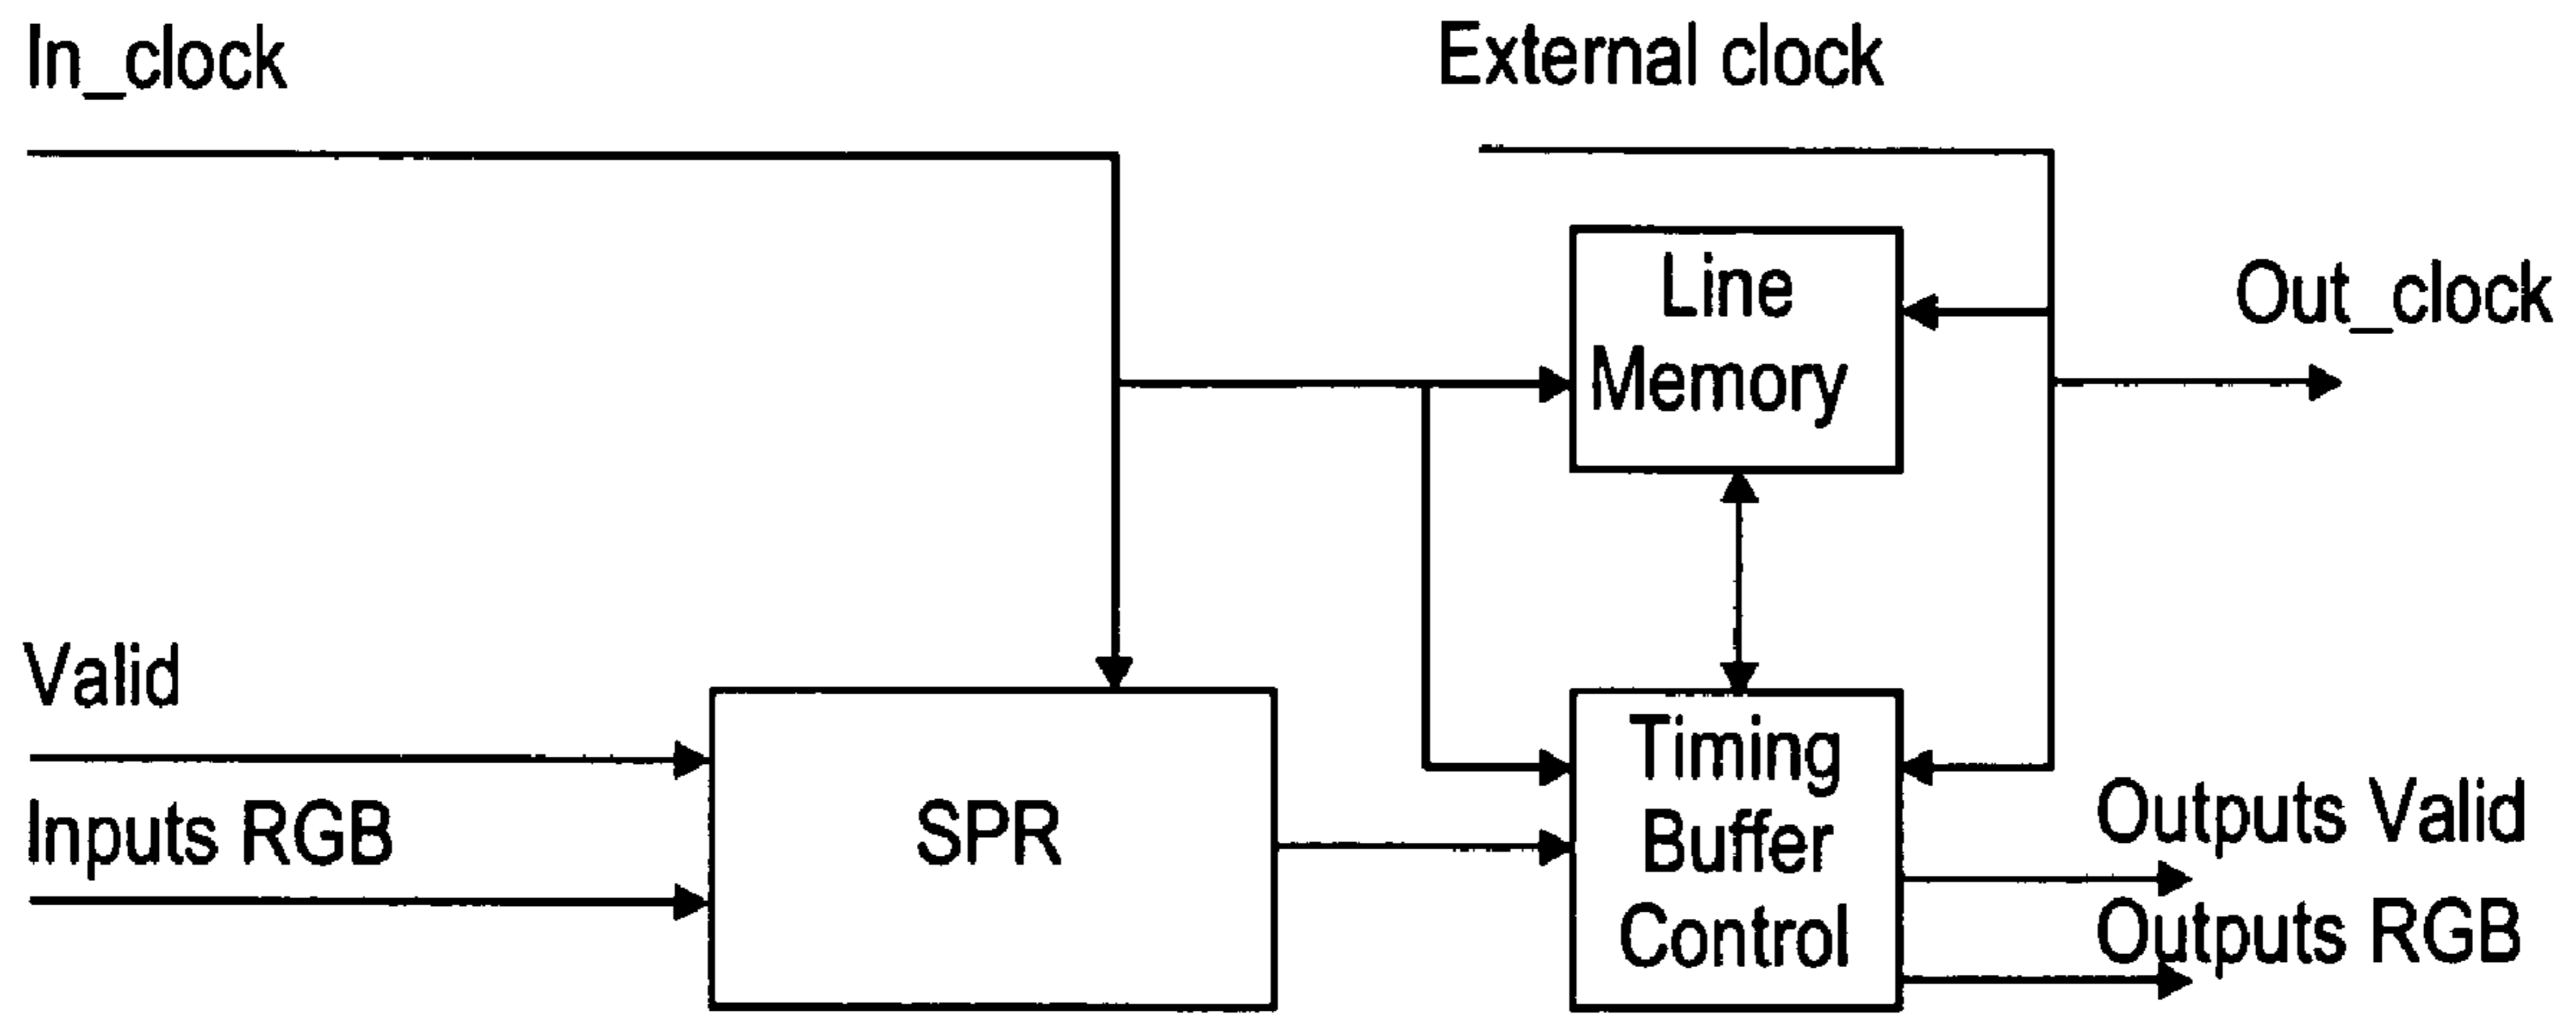 In_clock
External clock
Line
Memory
Out_clock
Valid
Inputs RGB
SPR
Timing
Buffer
Control
Outputs Valid
Outputs RGB